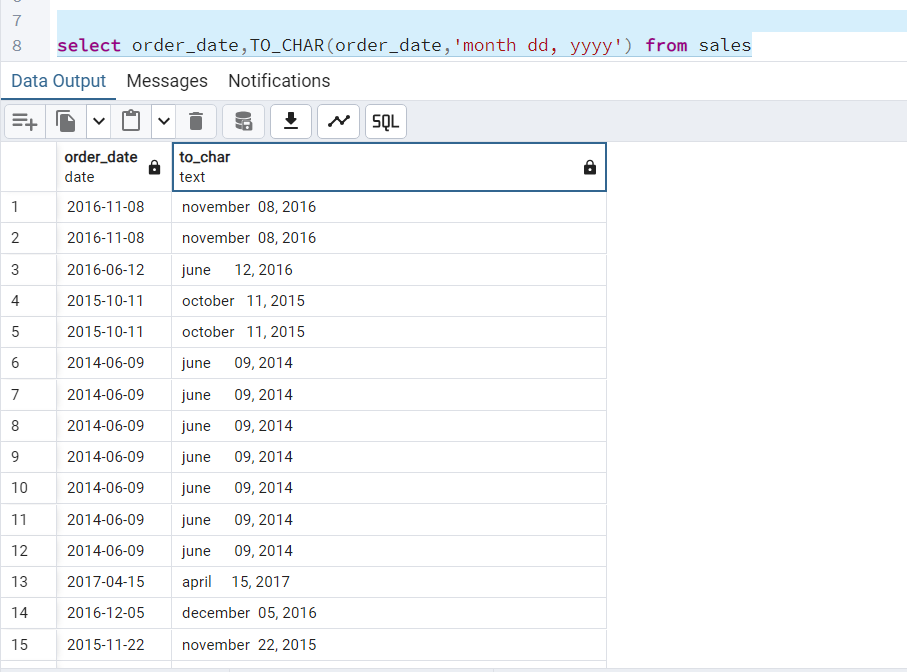 7
8 select order_date,TO_CHAR(order_date,'month dd, yyyy') from sales
Data Output Messages Notifications
SQL
order_date to_char
date text
1 2016-11-08 november  08, 2016
2 2016-11-08 november  08, 2016
3 2016-06-12 june      12, 2016
4 2015-10-11 october   11, 2015
5 2015-10-11 october   11, 2015
6 2014-06-09 june      09, 2014
7 2014-06-09 june      09, 2014
8 2014-06-09 june      09, 2014
9 2014-06-09 june      09, 2014
10 2014-06-09 june      09, 2014
11 2014-06-09 june      09, 2014
12 2014-06-09 june      09, 2014
13 2017-04-15 april     15, 2017
14 2016-12-05 december  05, 2016
15 2015-11-22 november  22, 2015